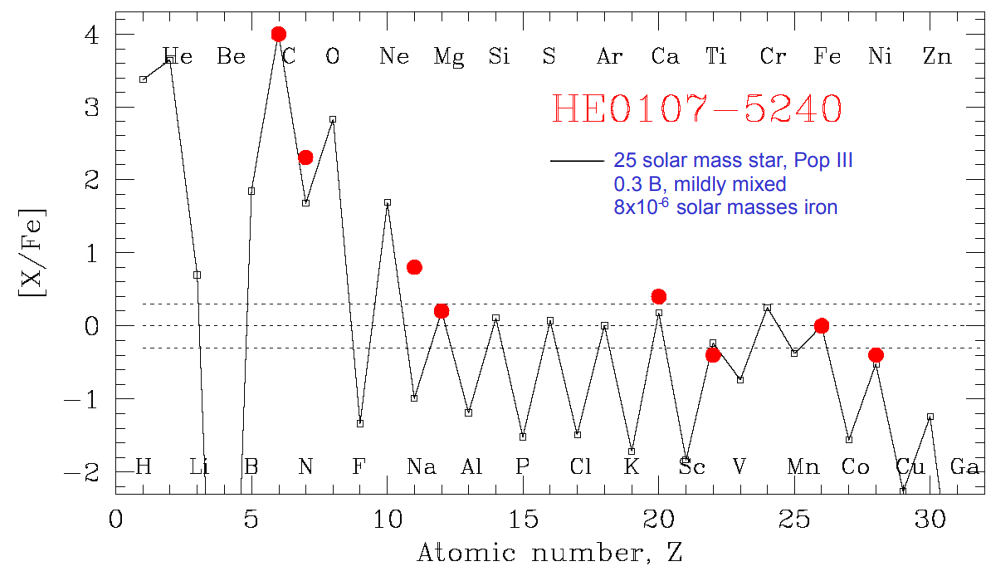 4
He Be C O Ne Mg Si S Ar Ca Ti Cr Fe Ni Zn
HE0107-5240
3
25 solar mass star, Pop III
2
0.3 B, mildly mixed
8x10⁻⁶ solar masses iron
[X/Fe]
1
0
-1
-2
H Li B N F Na Al P Cl K Sc V Mn Co Cu Ga
0 5 10 15 20 25 30
Atomic number, Z